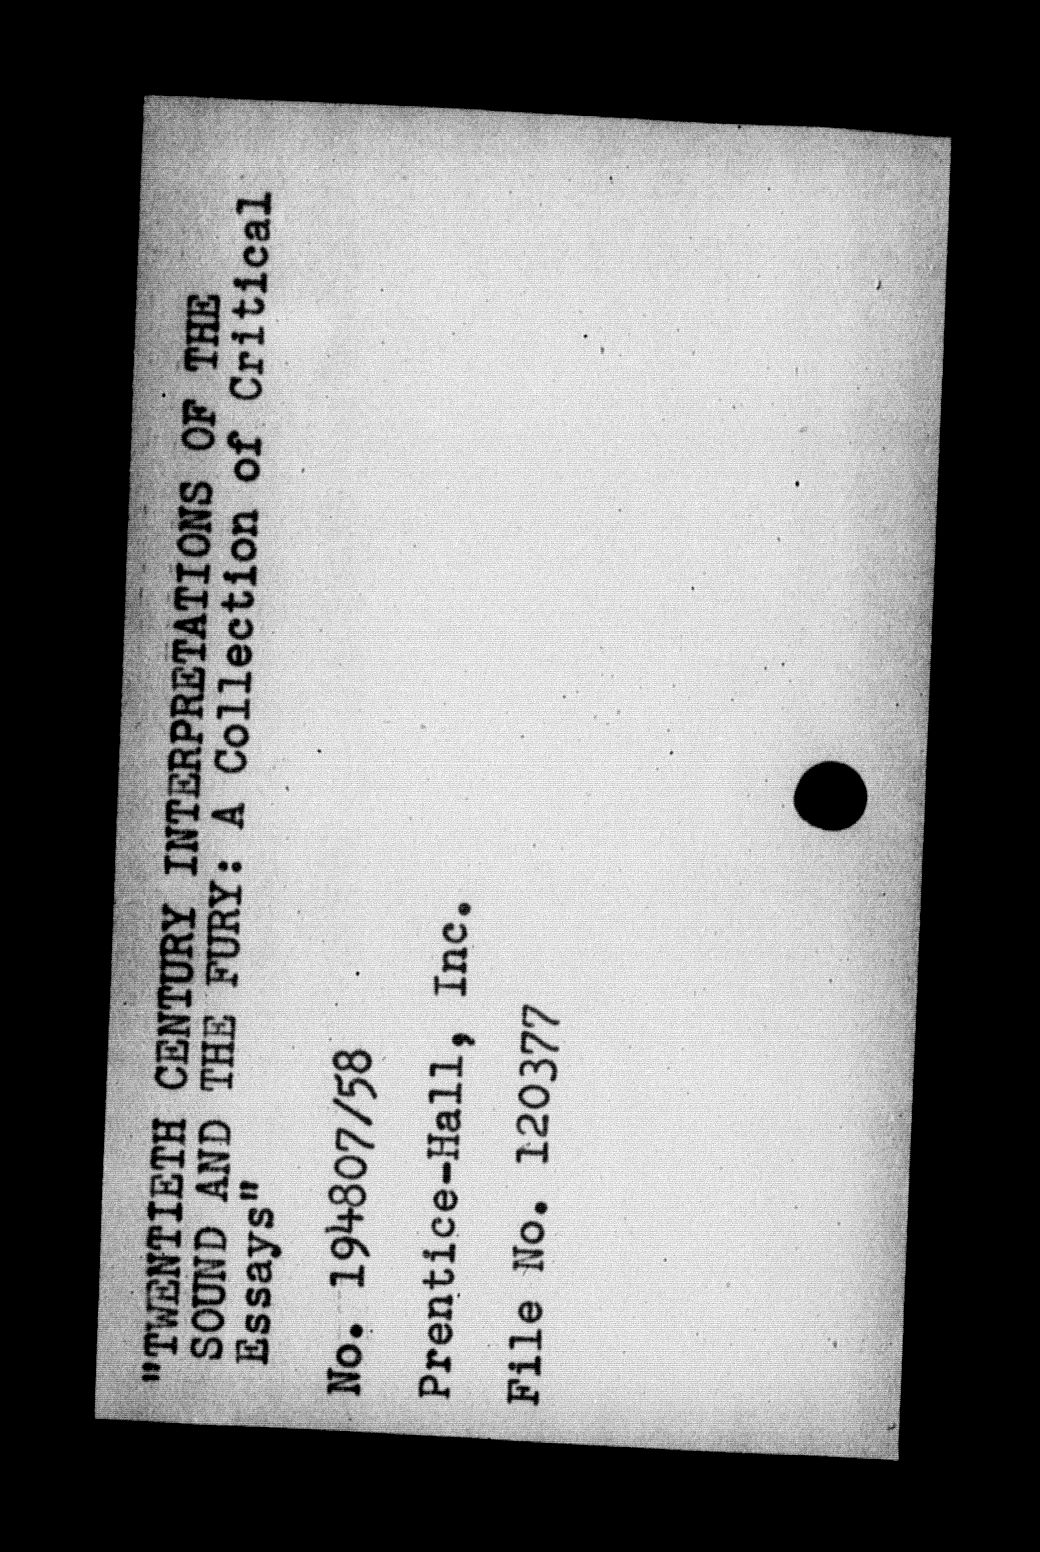 "TWENTIETH CENTURY INTERPRETATIONS OF THE
SOUND AND THE FURY: A Collection of Critical
Essays"
No. 194807/58
Prentice-Hall, Inc.
File No. 120377